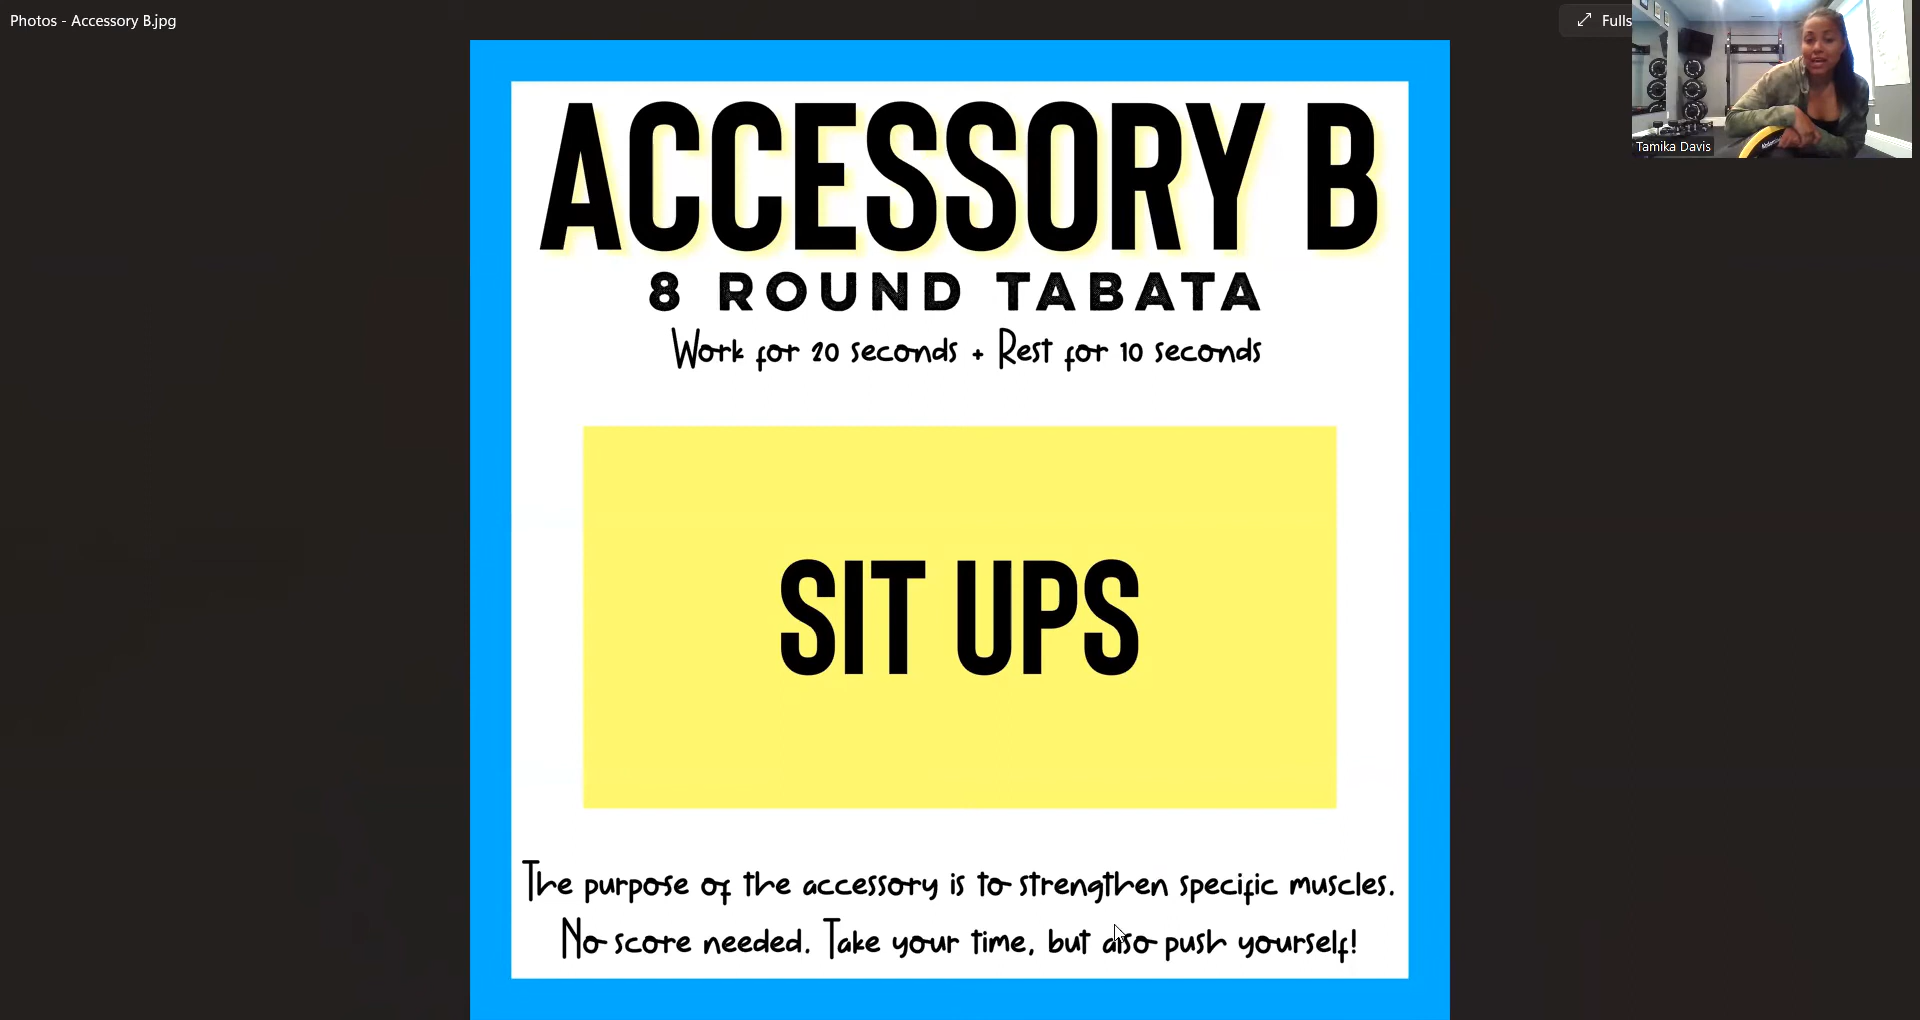 Photos - Accessory B.jpg
Fulls
Tamika Davis
ACCESSORY B
8 ROUND TABATA
Work for 20 seconds + Rest for 10 seconds
SIT UPS
The purpose of the accessory is to strengthen specific muscles.
No score needed. Take your time, but also push yourself!